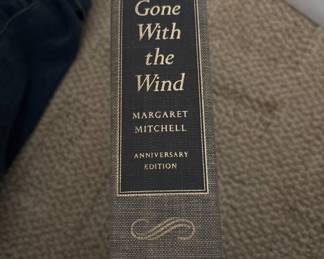 Gone
With
the
Wind
MARGARET
MITCHELL
ANNIVERSARY
EDITION